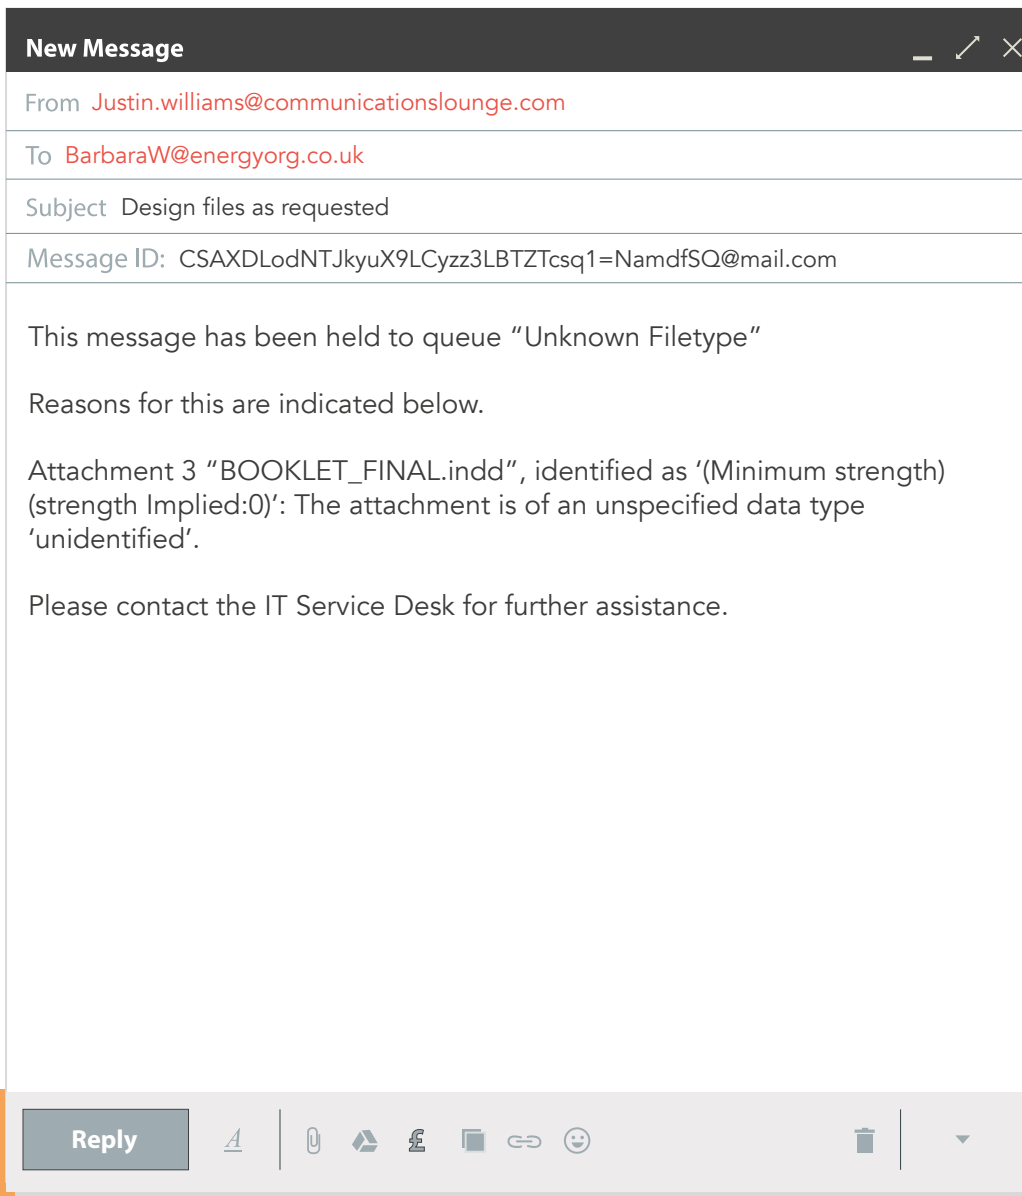 New Message
From Justin.williams@communicationslounge.com
To BarbaraW@energyorg.co.uk
Subject Design files as requested
Message ID: CSAXDLodNTJkyuX9LCyzz3LBTZTcsq1=NamdfSQ@mail.com
This message has been held to queue “Unknown Filetype”
Reasons for this are indicated below.
Attachment 3 “BOOKLET_FINAL.indd”, identified as ‘(Minimum strength)
(strength Implied:0)’: The attachment is of an unspecified data type
‘unidentified’.
Please contact the IT Service Desk for further assistance.
Reply A £